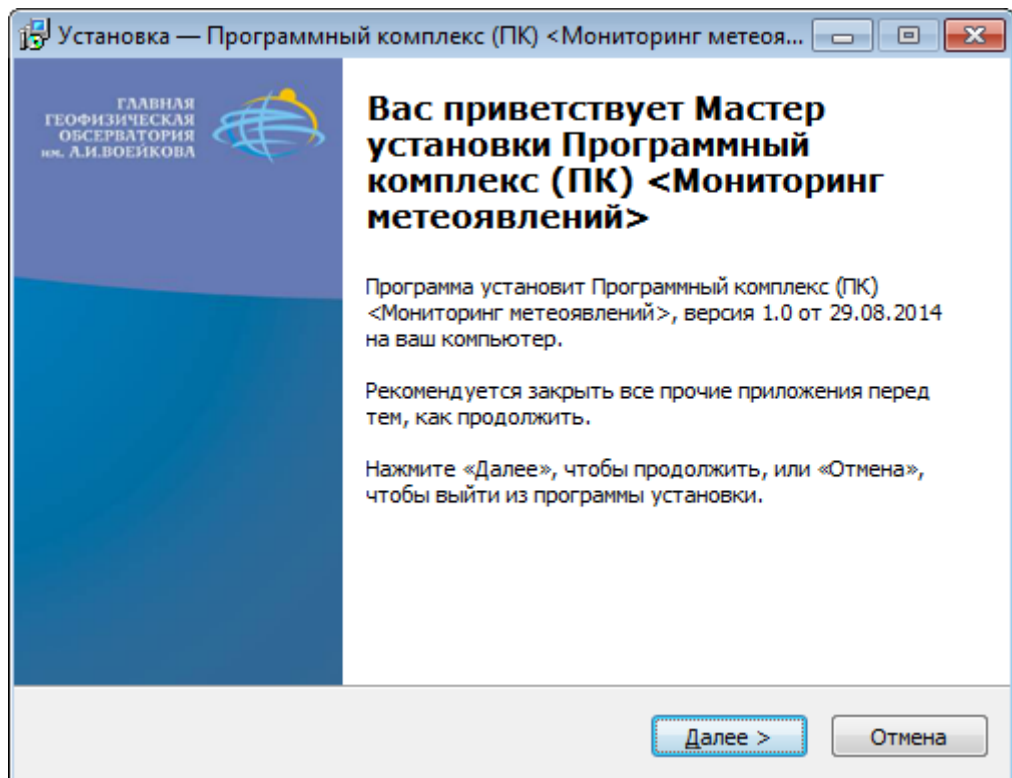 Установка — Программный комплекс (ПК) <Мониторинг метеоя...
ГЛАВНАЯ
ГЕОФИЗИЧЕСКАЯ
ОБСЕРВАТОРИЯ
им. А.И.ВОЕЙКОВА
Вас приветствует Мастер
установки Программный
комплекс (ПК) <Мониторинг
метеоявлений>
Программа установит Программный комплекс (ПК)
<Мониторинг метеоявлений>, версия 1.0 от 29.08.2014
на ваш компьютер.
Рекомендуется закрыть все прочие приложения перед
тем, как продолжить.
Нажмите «Далее», чтобы продолжить, или «Отмена»,
чтобы выйти из программы установки.
Далее >
Отмена